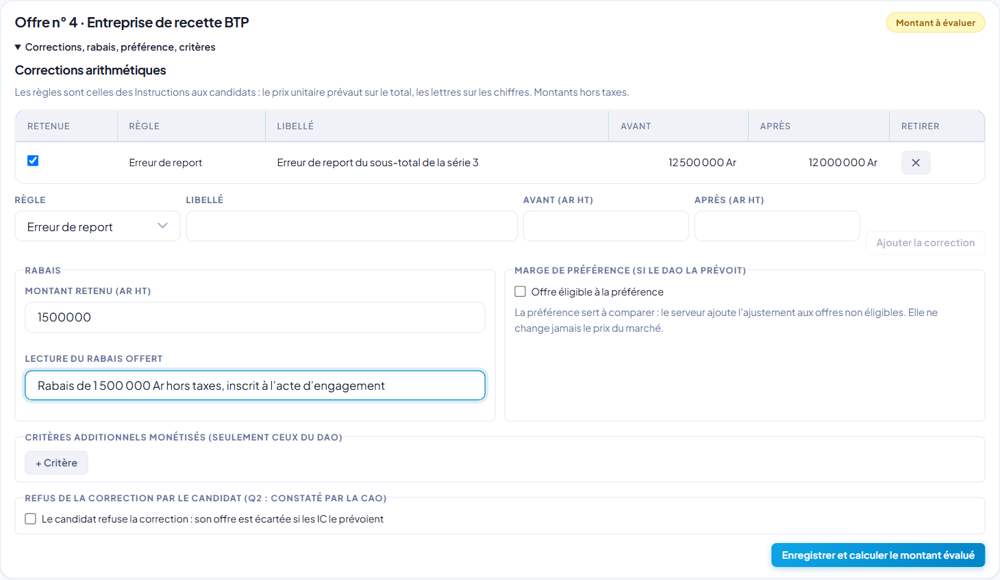 Offre n° 4 · Entreprise de recette BTP
Montant à évaluer
▼ Corrections, rabais, préférence, critères
Corrections arithmétiques
Les règles sont celles des Instructions aux candidats : le prix unitaire prévaut sur le total, les lettres sur les chiffres. Montants hors taxes.
RETENUE RÈGLE LIBELLÉ AVANT APRÈS RETIRER
Erreur de report Erreur de report du sous-total de la série 3 12 500 000 Ar 12 000 000 Ar ×
RÈGLE LIBELLÉ AVANT (AR HT) APRÈS (AR HT)
Erreur de report
Ajouter la correction
RABAIS
MONTANT RETENU (AR HT)
1500000
LECTURE DU RABAIS OFFERT
Rabais de 1 500 000 Ar hors taxes, inscrit à l’acte d’engagement
MARGE DE PRÉFÉRENCE (SI LE DAO LA PRÉVOIT)
Offre éligible à la préférence
La préférence sert à comparer : le serveur ajoute l’ajustement aux offres non éligibles. Elle ne
change jamais le prix du marché.
CRITÈRES ADDITIONNELS MONÉTISÉS (SEULEMENT CEUX DU DAO)
+ Critère
REFUS DE LA CORRECTION PAR LE CANDIDAT (Q2 : CONSTATÉ PAR LA CAO)
Le candidat refuse la correction : son offre est écartée si les IC le prévoient
Enregistrer et calculer le montant évalué